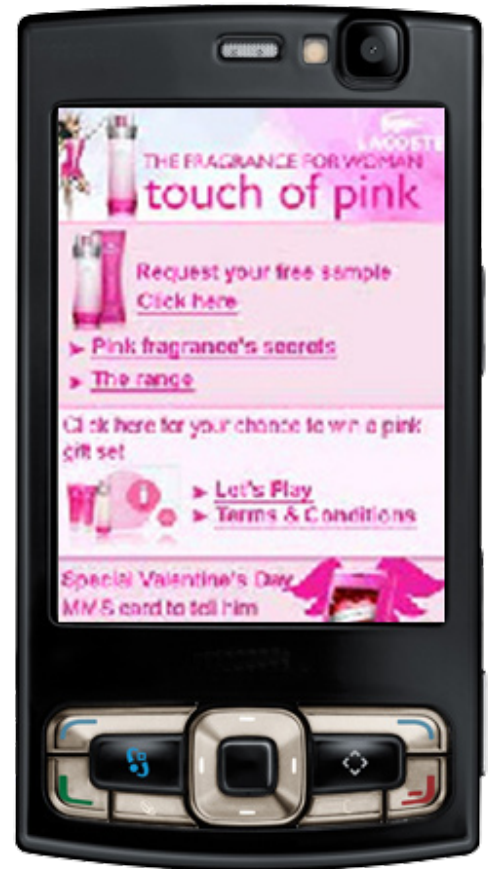 LACOSTE
THE FRAGRANCE FOR WOMAN
touch of pink
Request your free sample
Click here
Pink fragrance's secrets
The range
Click here for your chance to win a pink
gift set
Let's Play
Terms & Conditions
Special Valentine's Day
MMS card to tell him